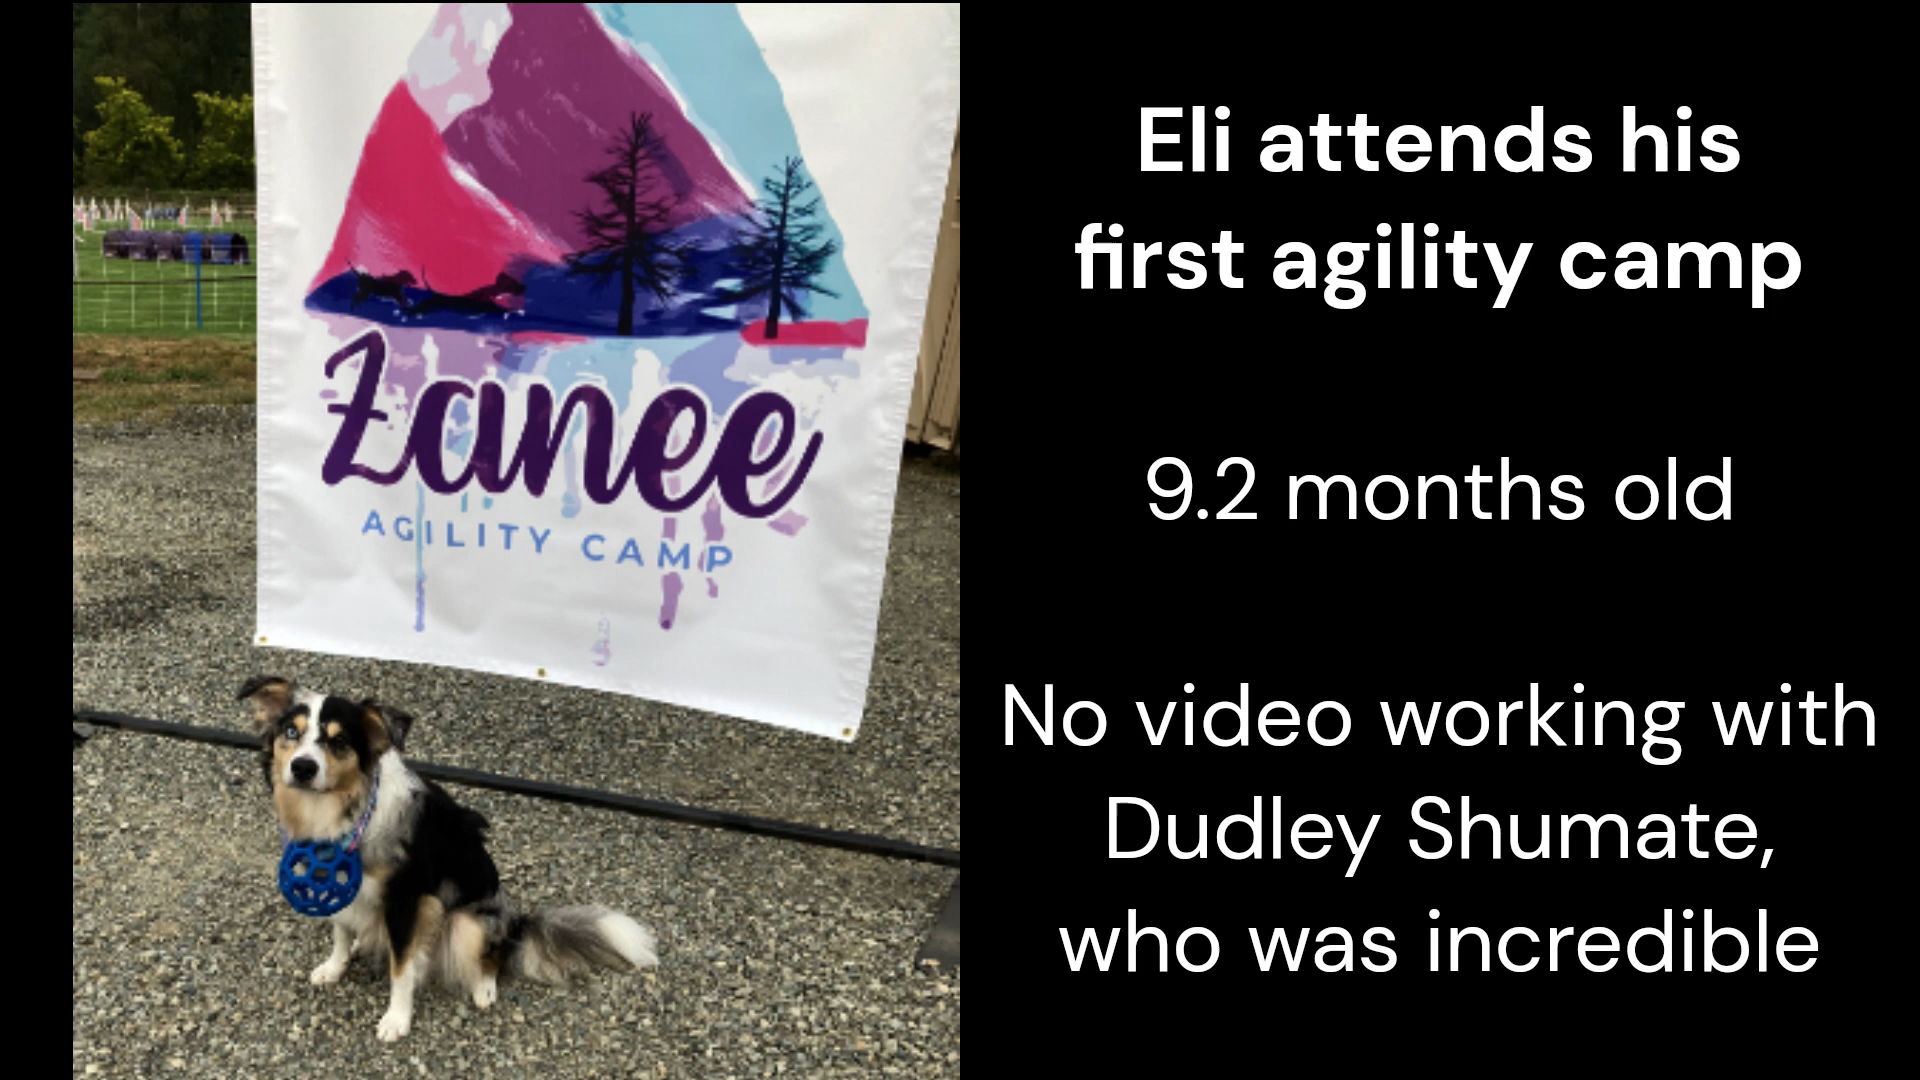 Zanee
AGILITY CAMP
Eli attends his
first agility camp
9.2 months old
No video working with
Dudley Shumate,
who was incredible